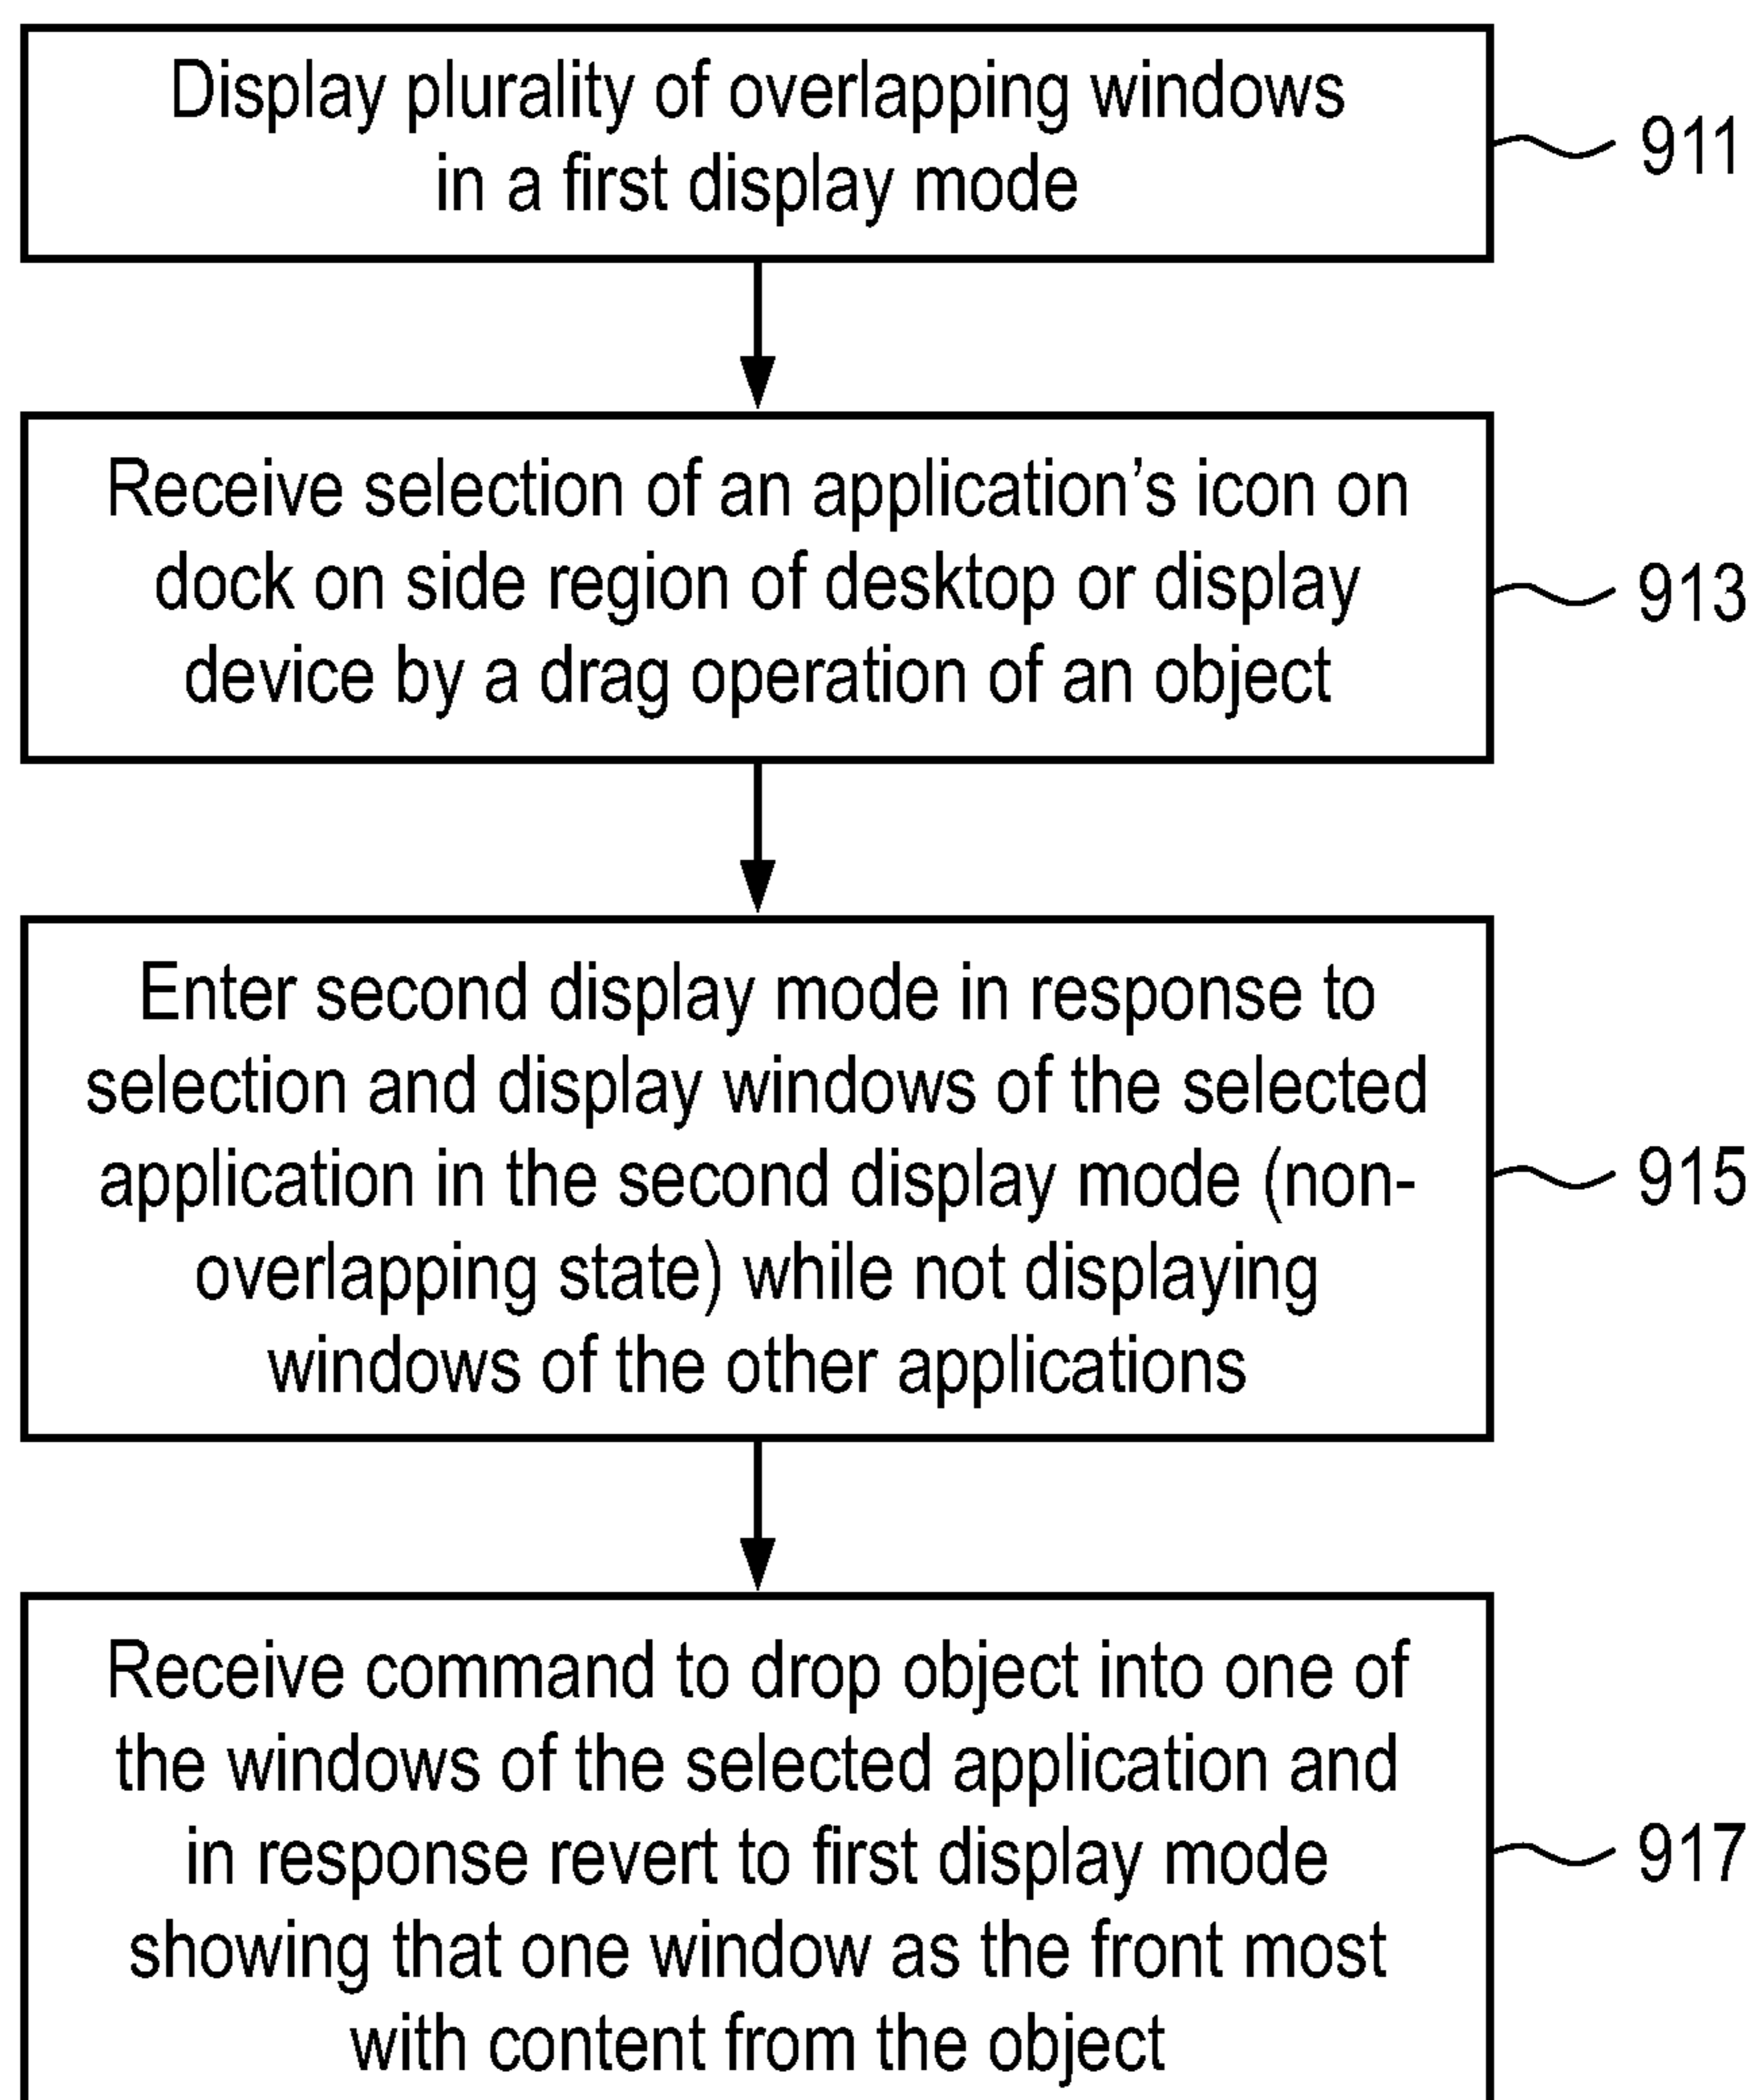 Display plurality of overlapping windows
in a first display mode
911
Receive selection of an application’s icon on
dock on side region of desktop or display
device by a drag operation of an object
913
Enter second display mode in response to
selection and display windows of the selected
application in the second display mode (non-
overlapping state) while not displaying
windows of the other applications
915
Receive command to drop object into one of
the windows of the selected application and
in response revert to first display mode
showing that one window as the front most
with content from the object
917